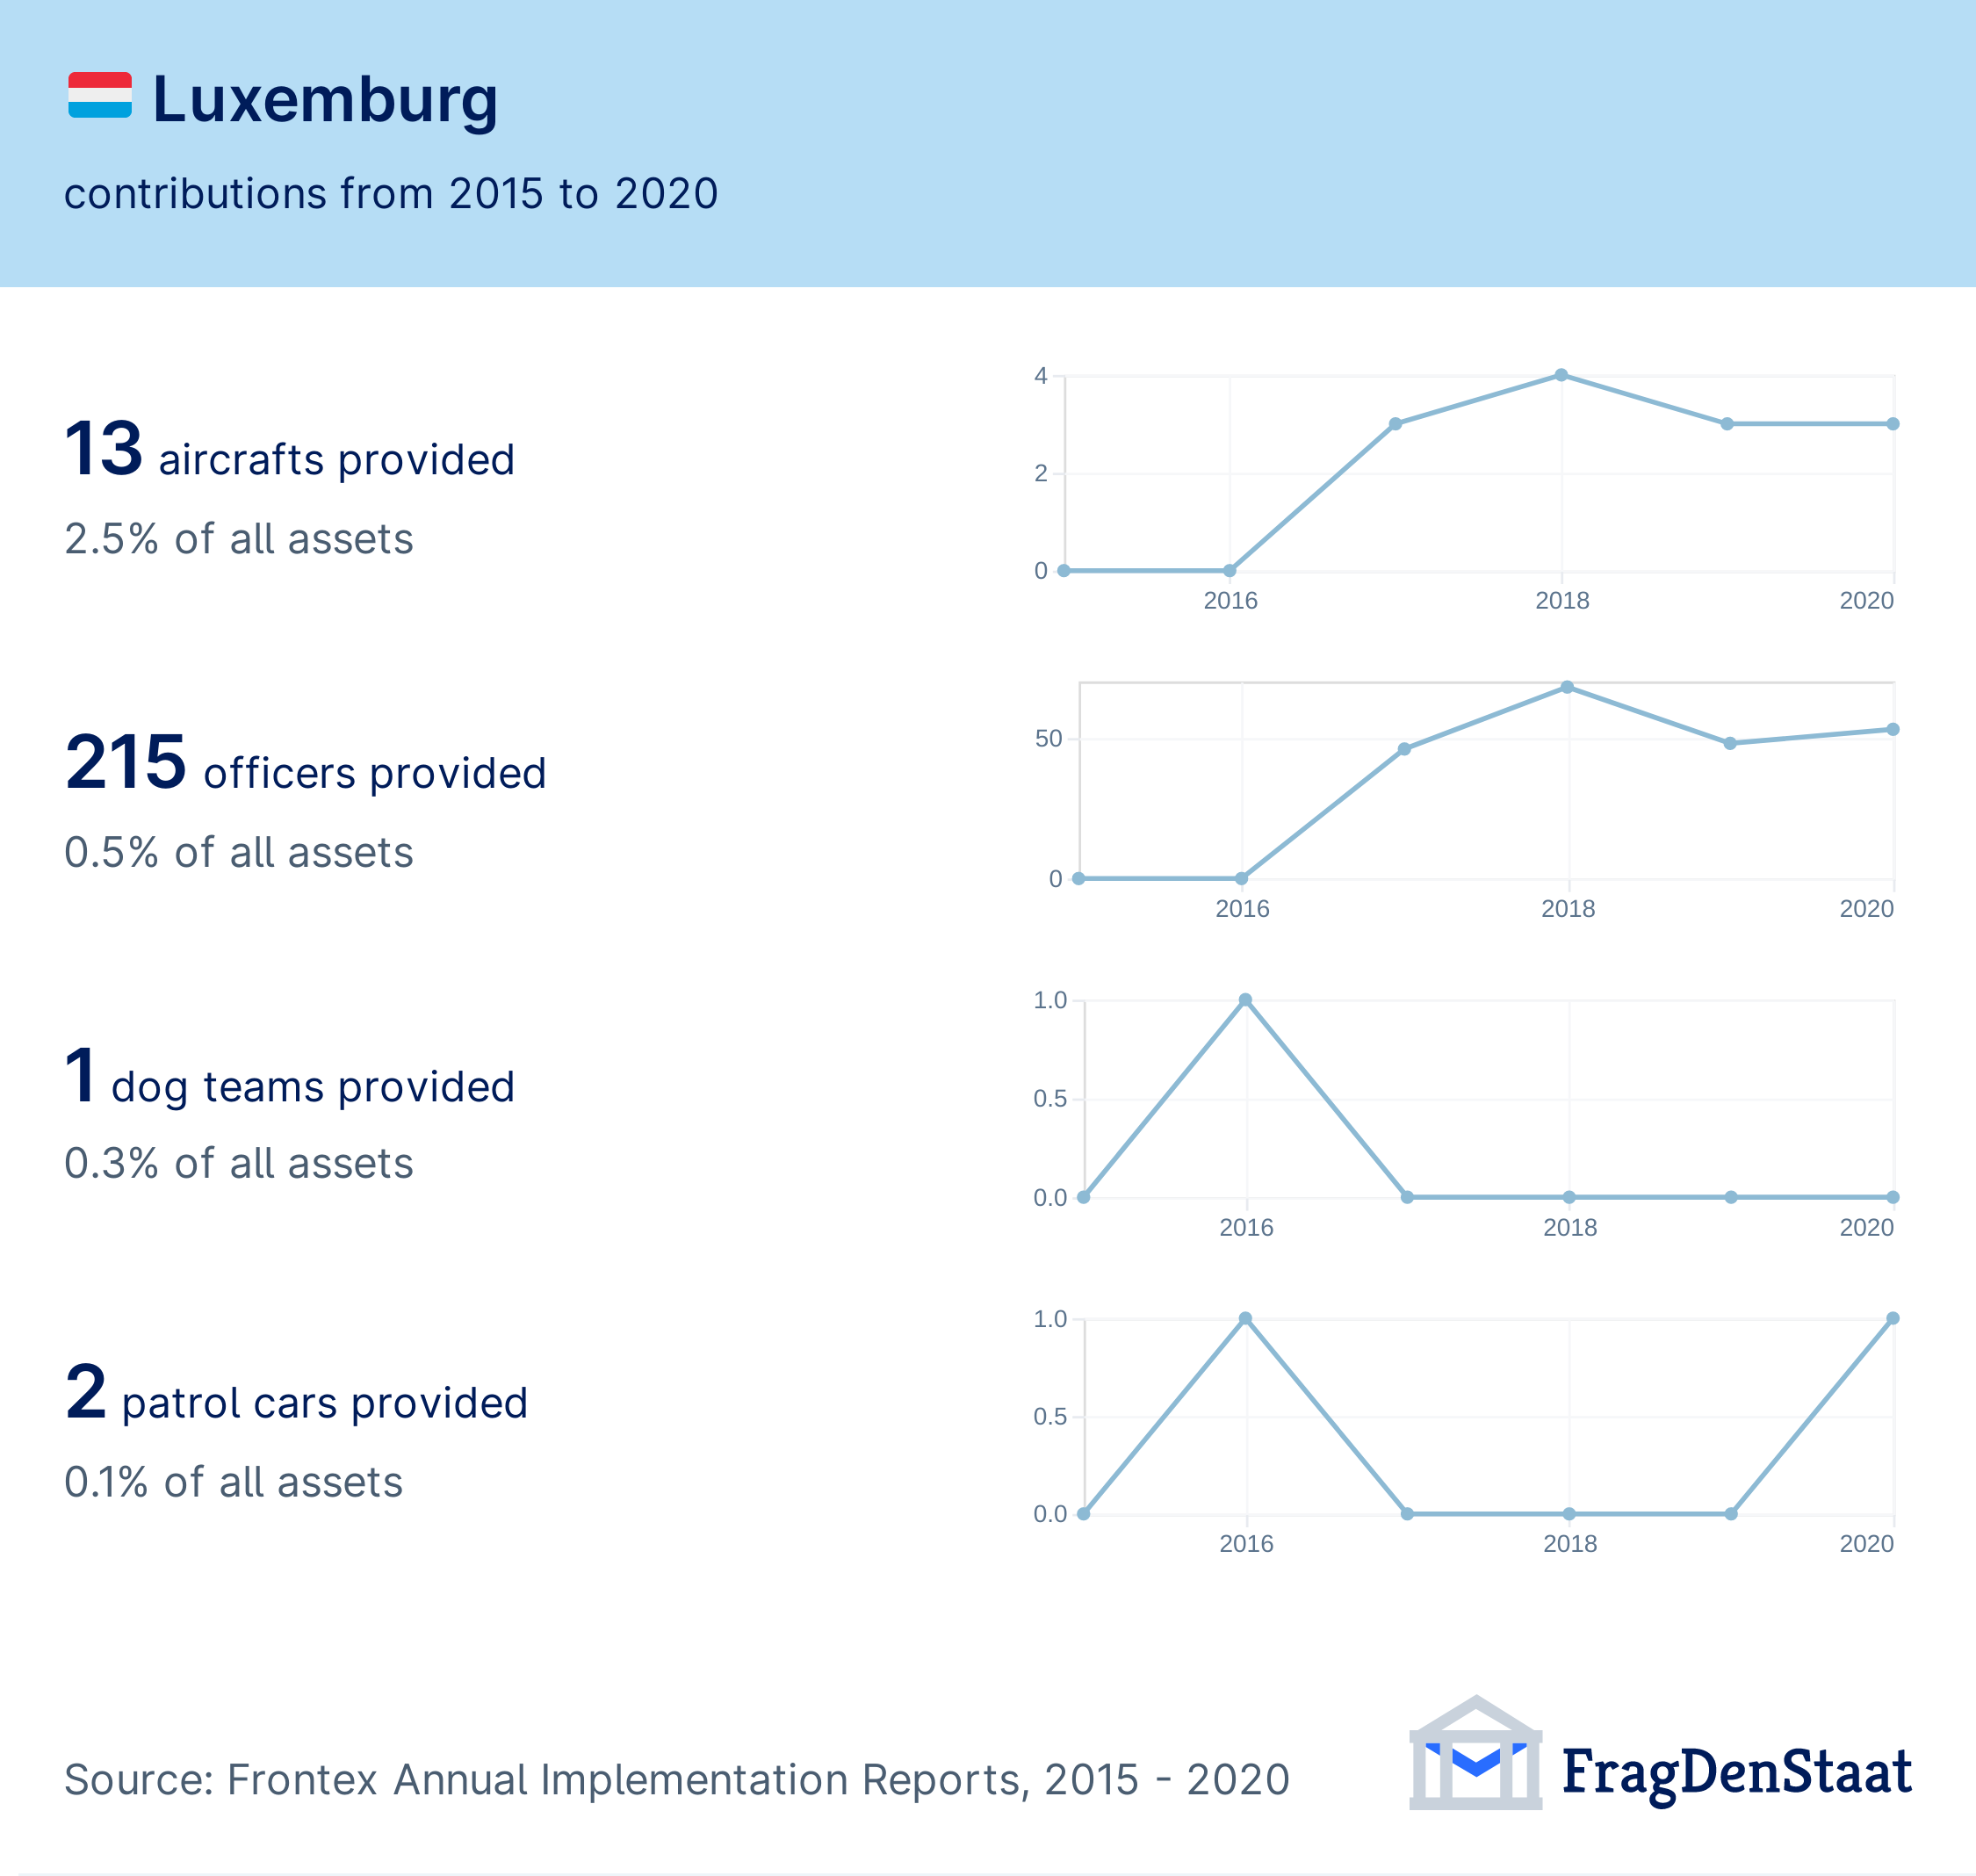 Luxemburg
contributions from 2015 to 2020
13 aircrafts provided
2.5% of all assets
4
2
0
2016 2018 2020
215 officers provided
0.5% of all assets
50
0
2016 2018 2020
1 dog teams provided
0.3% of all assets
1.0
0.5
0.0
2016 2018 2020
2 patrol cars provided
0.1% of all assets
1.0
0.5
0.0
2016 2018 2020
Source: Frontex Annual Implementation Reports, 2015 - 2020
FragDenStaat